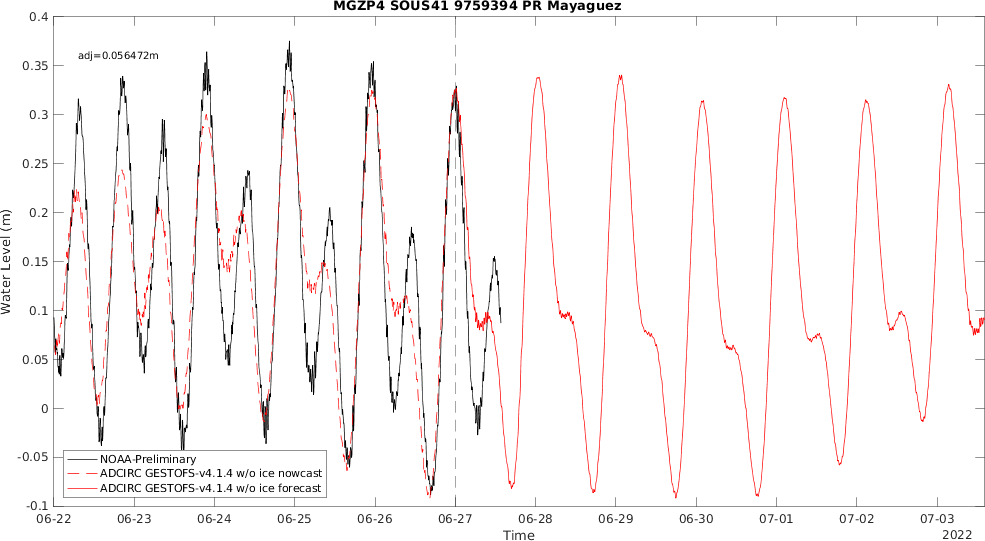 MGZP4 SOUS41 9759394 PR Mayaguez
adj=0.056472m
0.4
0.35
0.3
0.25
0.2
0.15
0.1
0.05
0
-0.05
-0.1
Water Level (m)
NOAA-Preliminary
ADCIRC GESTOFS-v4.1.4 w/o ice nowcast
ADCIRC GESTOFS-v4.1.4 w/o ice forecast
06-22 06-23 06-24 06-25 06-26 06-27 06-28 06-29 06-30 07-01 07-02 07-03
Time
2022